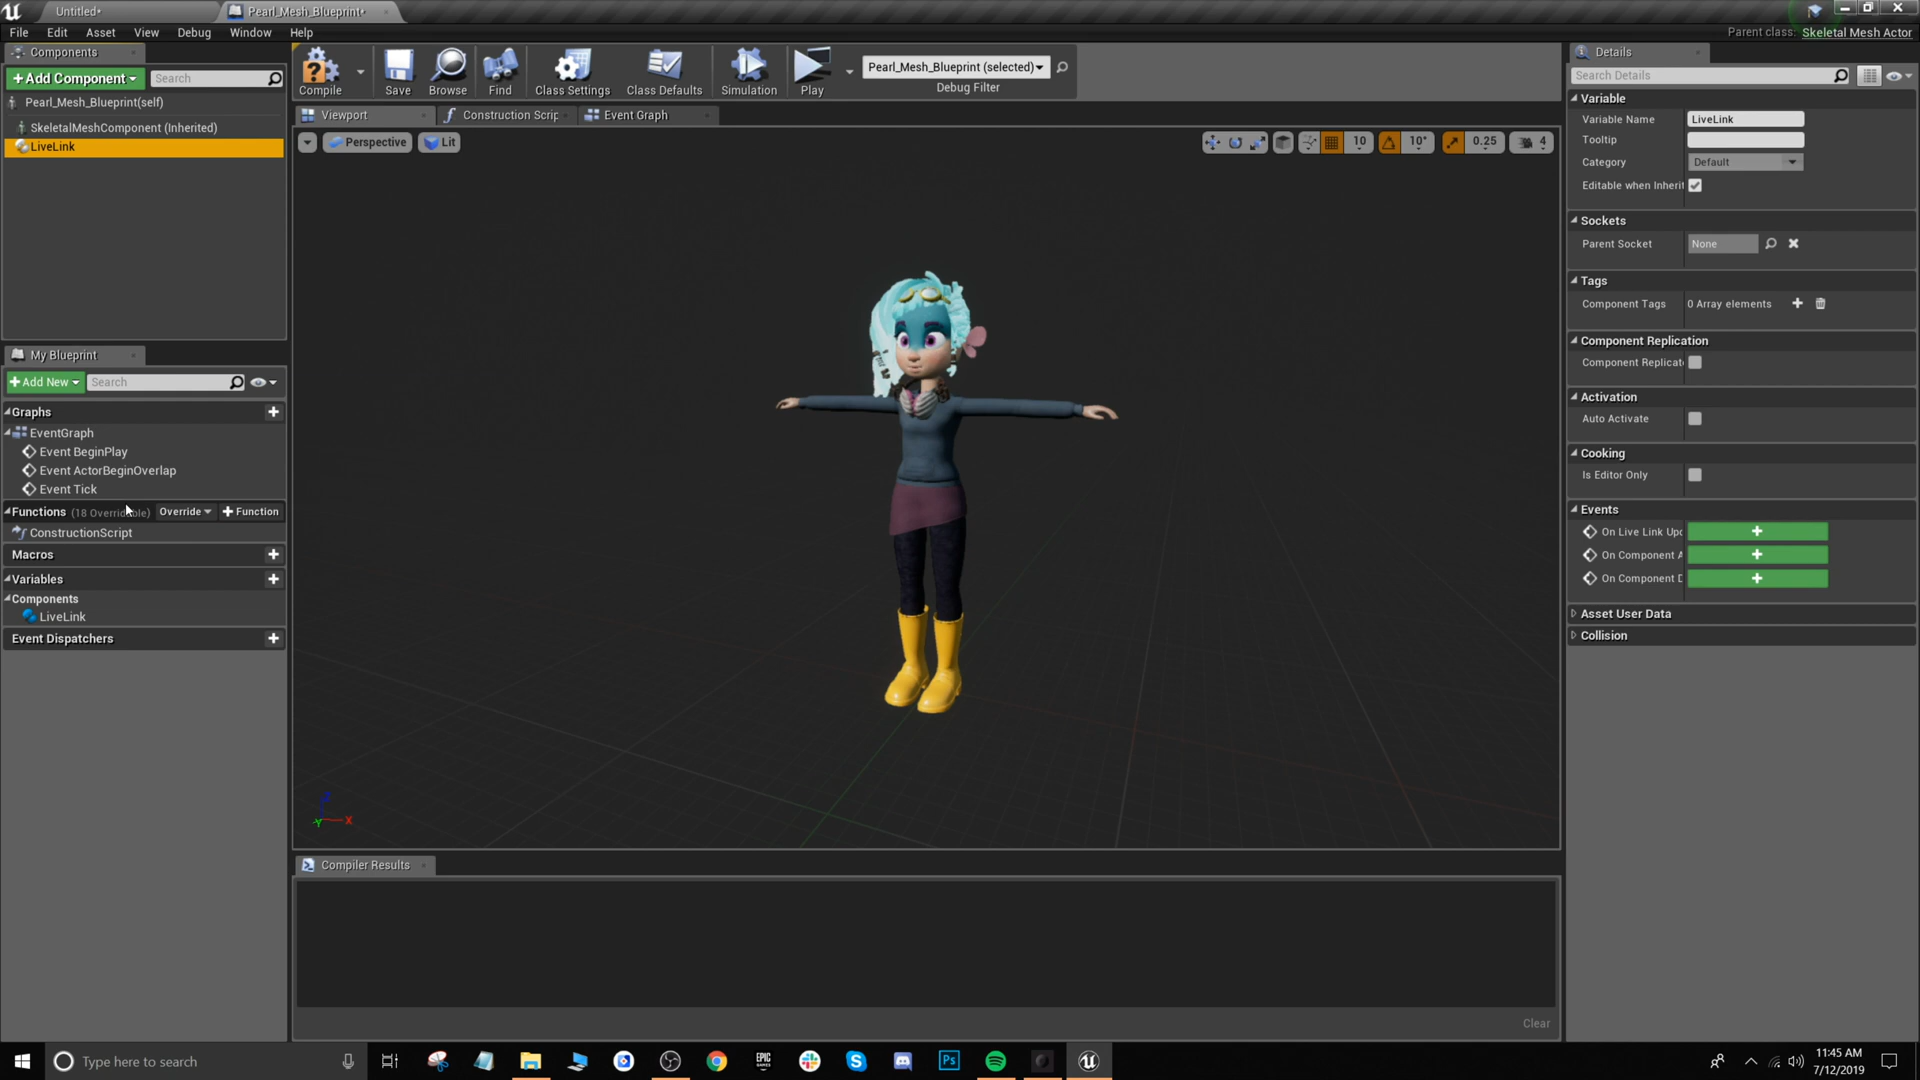 Untitled*
Pearl_Mesh_Blueprint*
File Edit Asset View Debug Window Help
Parent class: Skeletal Mesh Actor
Components
Add Component
Search
Pearl_Mesh_Blueprint(self)
SkeletalMeshComponent (Inherited)
LiveLink
Compile
Save
Browse
Find
Class Settings
Class Defaults
Simulation
Play
Pearl_Mesh_Blueprint (selected)
Debug Filter
Viewport
Construction Scrip
Event Graph
Perspective
Lit
10
10°
0.25
4
My Blueprint
Add New
Search
Graphs
EventGraph
Event BeginPlay
Event ActorBeginOverlap
Event Tick
Functions (18 Overridable) Override + Function
ConstructionScript
Macros
Variables
Components
LiveLink
Event Dispatchers
Compiler Results
Clear
Details
Search Details
Variable
Variable Name LiveLink
Tooltip
Category Default
Editable when Inherit
Sockets
Parent Socket None
Tags
Component Tags 0 Array elements
Component Replication
Component Replicat
Activation
Auto Activate
Cooking
Is Editor Only
Events
On Live Link Upd
On Component A
On Component D
Asset User Data
Collision
Type here to search
EPIC GAMES
Ps
11:45 AM
7/12/2019